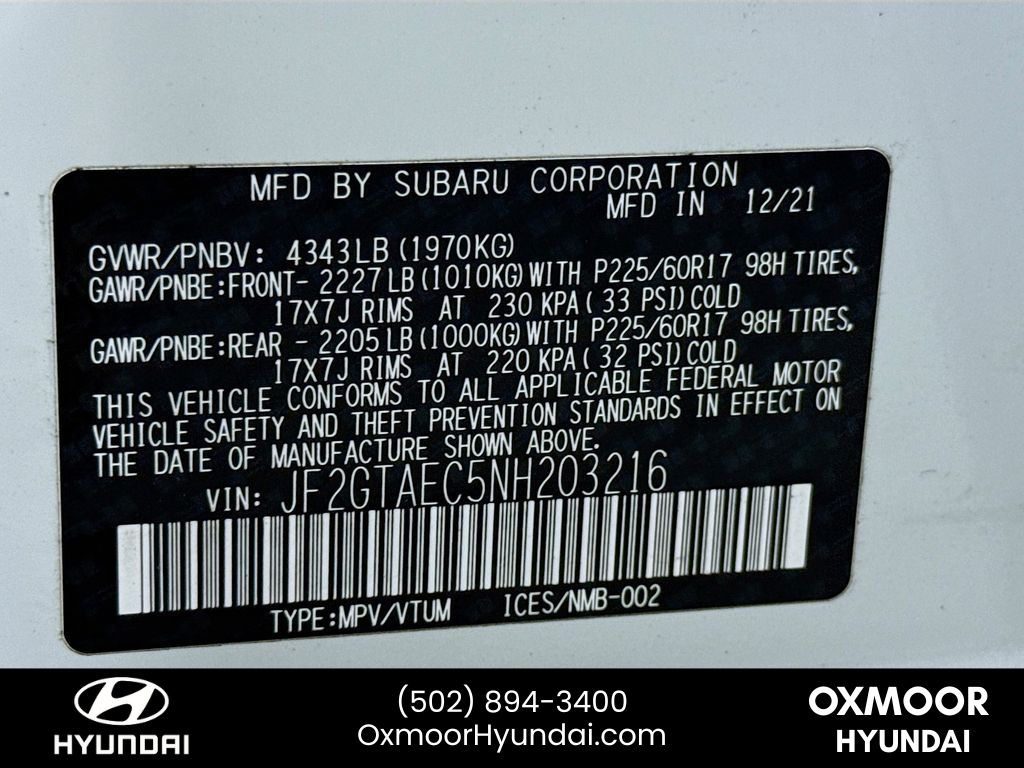 MFD BY SUBARU CORPORATION
MFD IN 12/21
GVWR/PNBV: 4343LB (1970KG)
GAWR/PNBE:FRONT- 2227 LB (1010KG) WITH P225/60R17 98H TIRES,
17X7J RIMS AT 230 KPA ( 33 PSI) COLD
GAWR/PNBE:REAR - 2205 LB (1000KG) WITH P225/60R17 98H TIRES,
17X7J RIMS AT 220 KPA ( 32 PSI) COLD
THIS VEHICLE CONFORMS TO ALL APPLICABLE FEDERAL MOTOR
VEHICLE SAFETY AND THEFT PREVENTION STANDARDS IN EFFECT ON
THE DATE OF MANUFACTURE SHOWN ABOVE.
VIN: JF2GTAEC5NH203216
TYPE:MPV/VTUM ICES/NMB-002
HYUNDAI
(502) 894-3400
OxmoorHyundai.com
OXMOOR
HYUNDAI